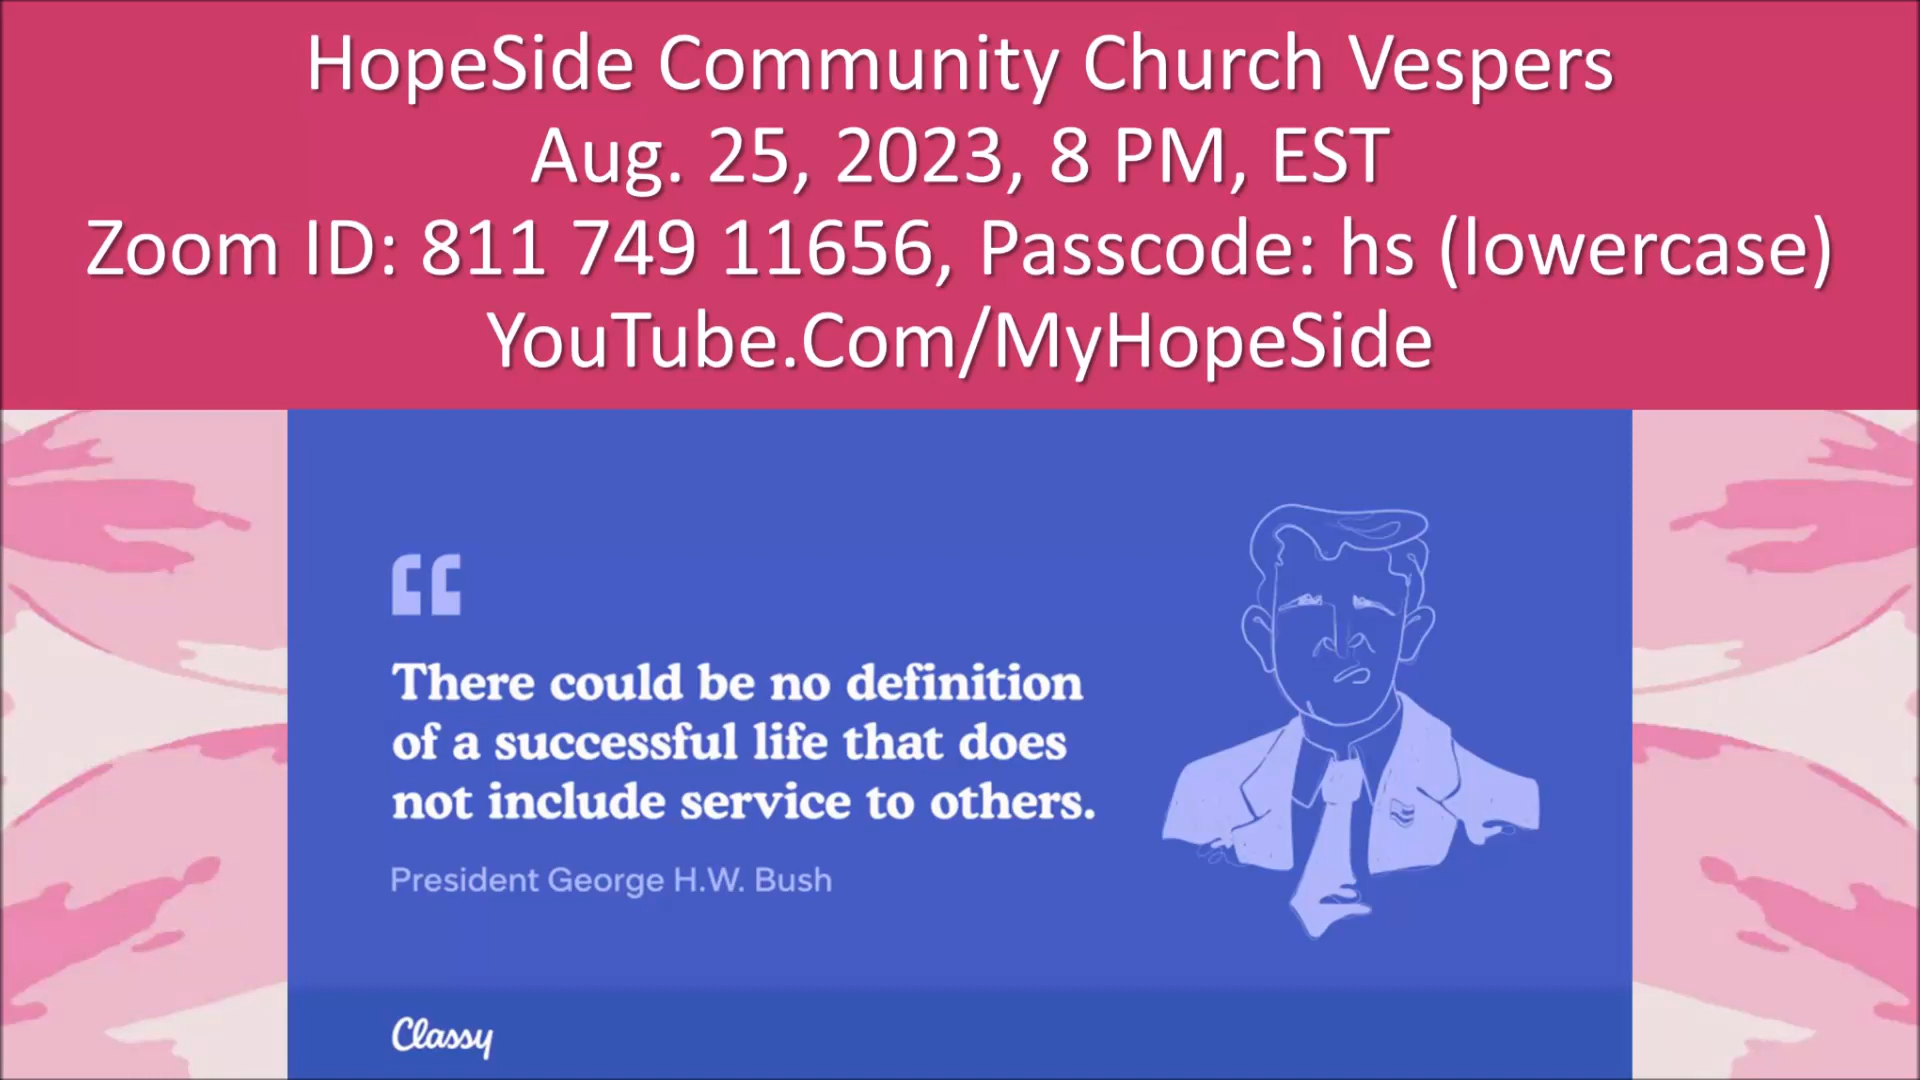 HopeSide Community Church Vespers
Aug. 25, 2023, 8 PM, EST
Zoom ID: 811 749 11656, Passcode: hs (lowercase)
YouTube.Com/MyHopeSide
“
There could be no definition
of a successful life that does
not include service to others.
President George H.W. Bush
Classy